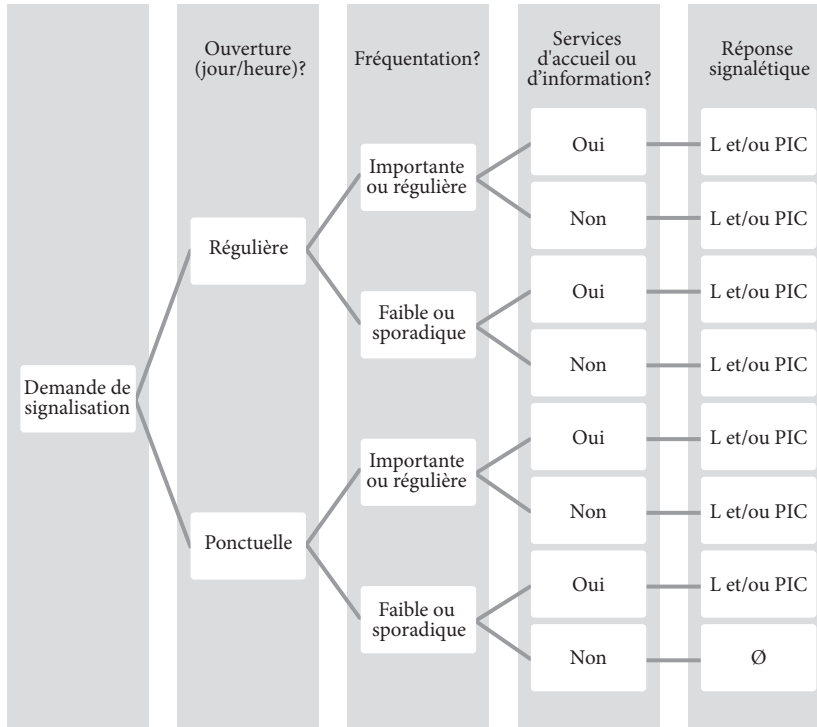 Ouverture
(jour/heure)?
Fréquentation?
Services
d'accueil ou
d’information?
Réponse
signalétique
Demande de
signalisation
Régulière
Ponctuelle
Importante
ou régulière
Faible ou
sporadique
Importante
ou régulière
Faible ou
sporadique
Oui
L et/ou PIC
Non
L et/ou PIC
Oui
L et/ou PIC
Non
L et/ou PIC
Oui
L et/ou PIC
Non
L et/ou PIC
Oui
L et/ou PIC
Non
Ø